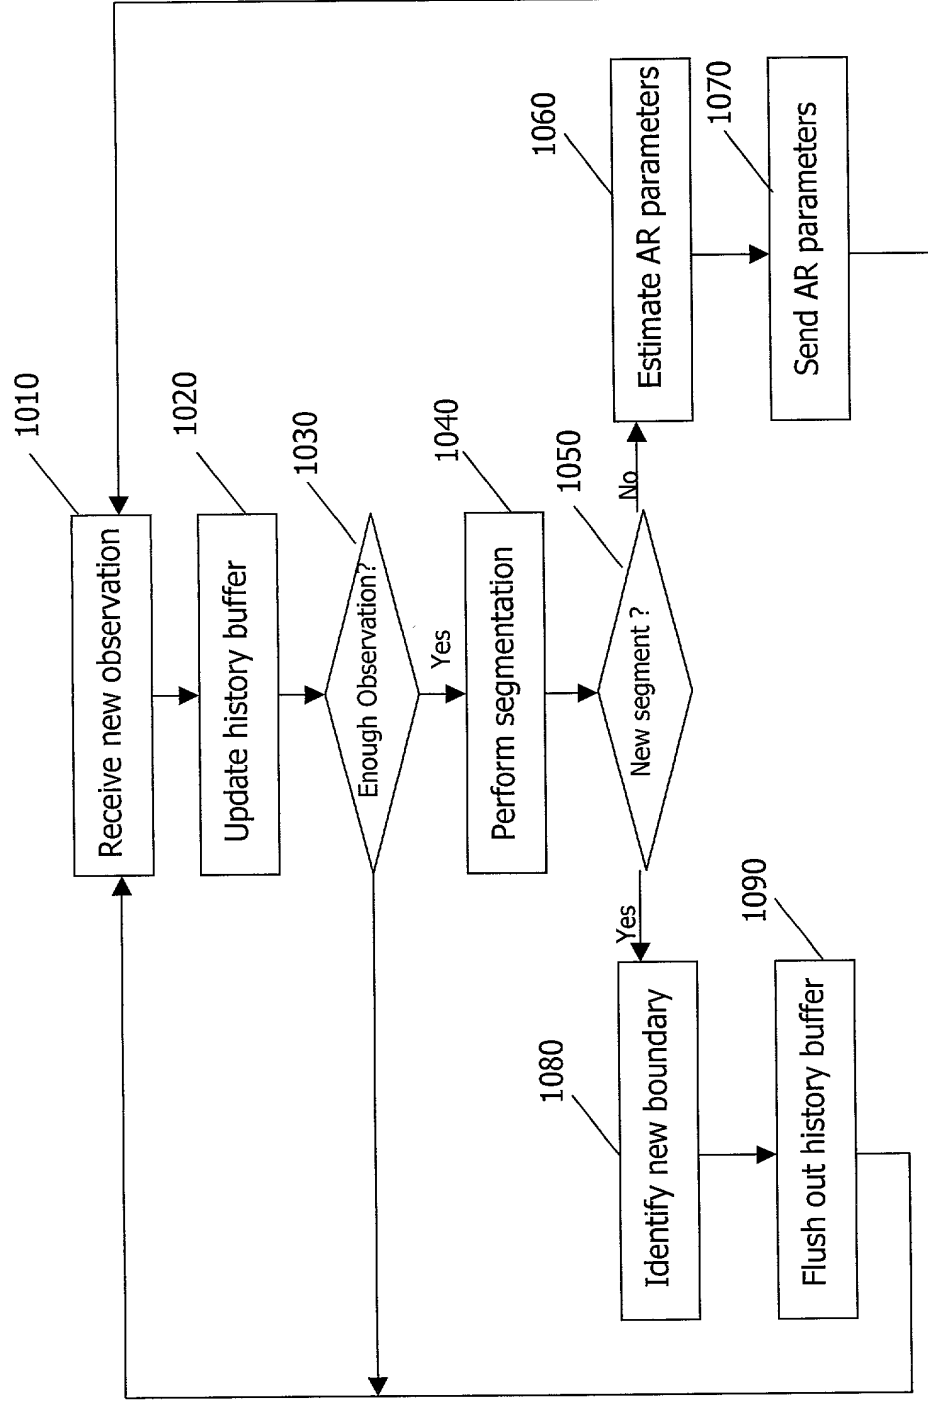 1010
Receive new observation
1020
Update history buffer
1030
Enough Observation?
Yes
1040
Perform segmentation
1050
New segment ?
No
1060
Estimate AR parameters
1070
Send AR parameters
Yes
1080
Identify new boundary
1090
Flush out history buffer